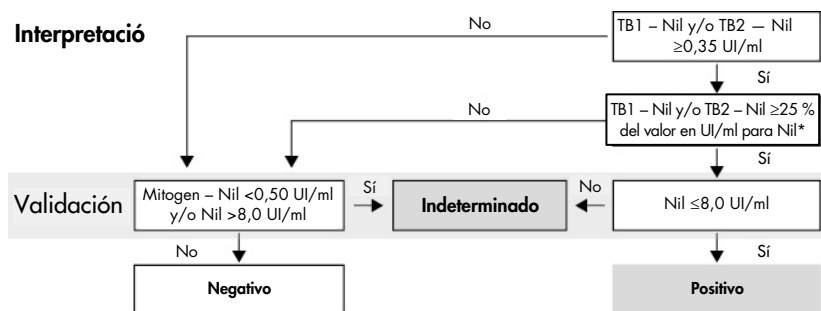 Interpretació
No
TB1 – Nil y/o TB2 — Nil
≥0,35 UI/ml
Sí
No
TB1 – Nil y/o TB2 – Nil ≥25 %
del valor en UI/ml para Nil*
Sí
Validación
Mitogen – Nil <0,50 UI/ml
y/o Nil >8,0 UI/ml
Sí
Indeterminado
No
Nil ≤8,0 UI/ml
No
Sí
Negativo
Positivo